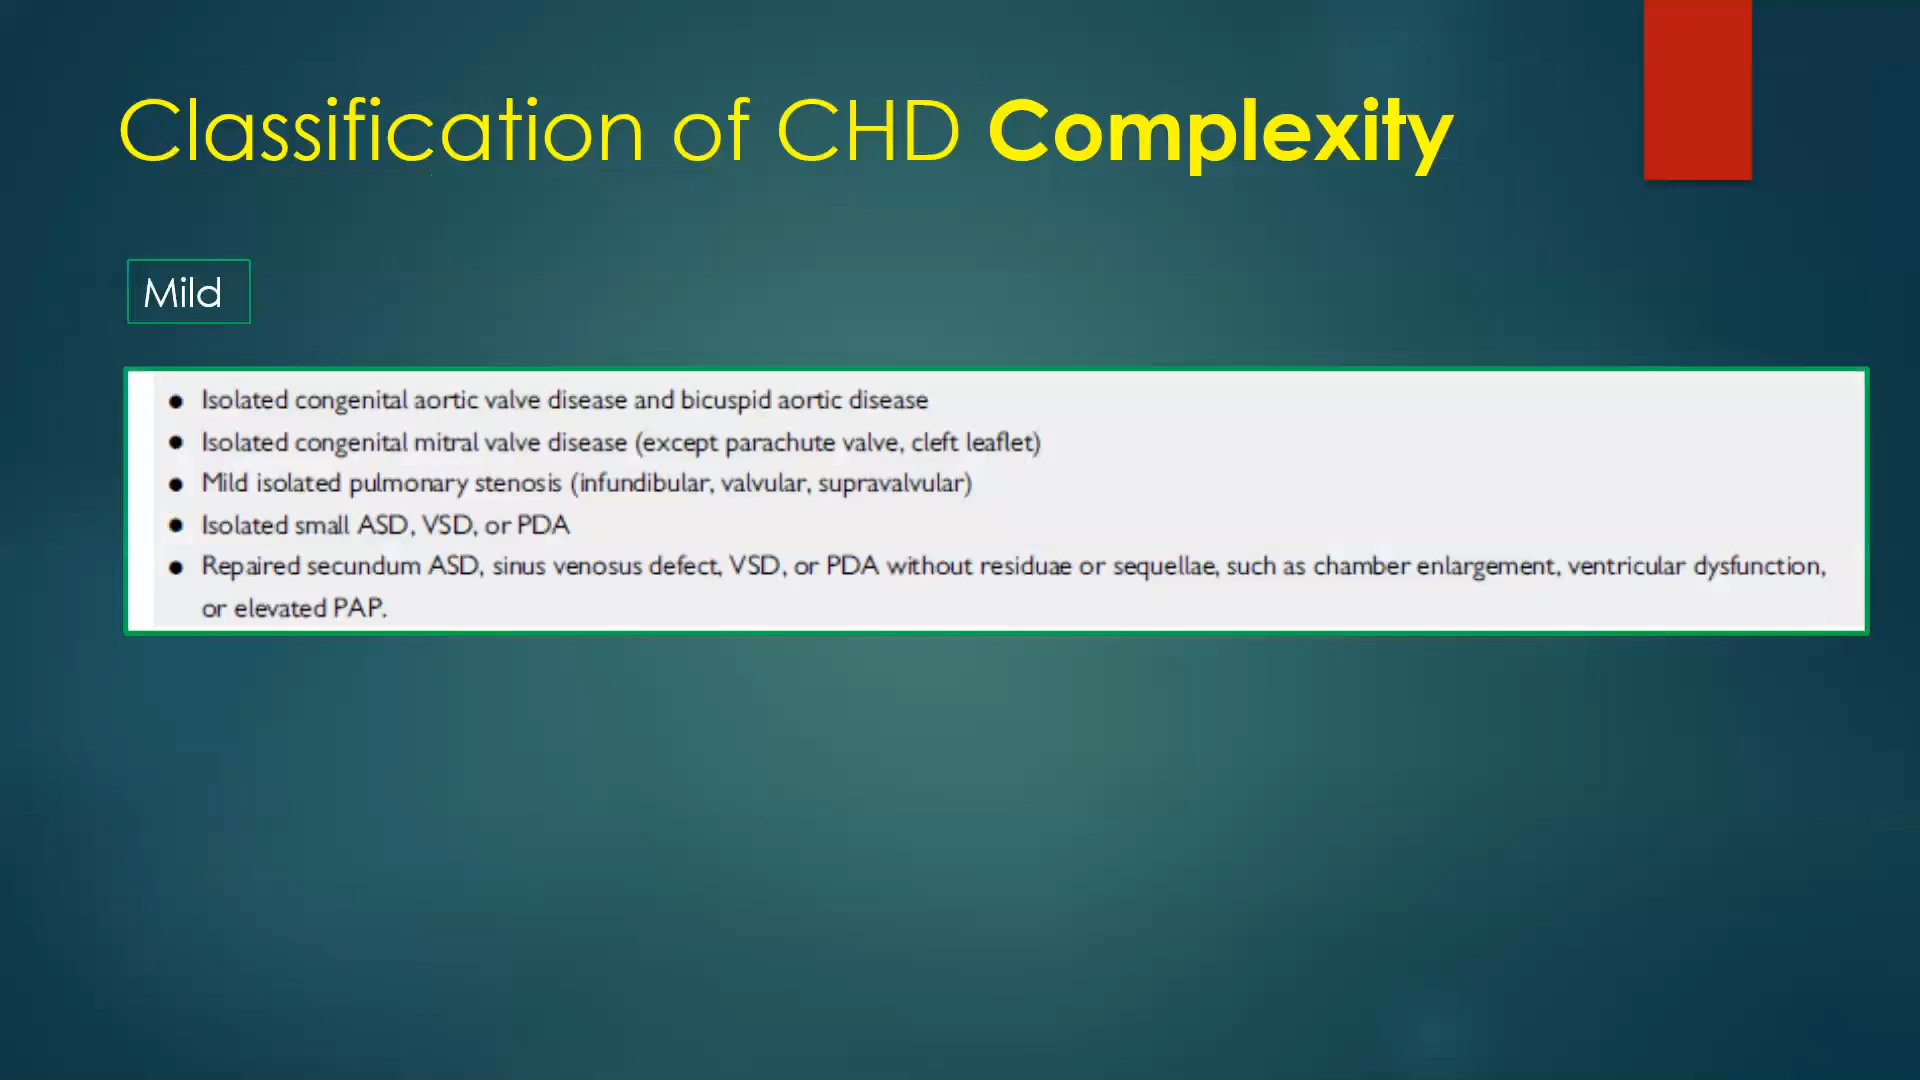 Classification of CHD Complexity
Mild
● Isolated congenital aortic valve disease and bicuspid aortic disease
● Isolated congenital mitral valve disease (except parachute valve, cleft leaflet)
● Mild isolated pulmonary stenosis (infundibular, valvular, supravalvular)
● Isolated small ASD, VSD, or PDA
● Repaired secundum ASD, sinus venosus defect, VSD, or PDA without residuae or sequellae, such as chamber enlargement, ventricular dysfunction,
or elevated PAP.